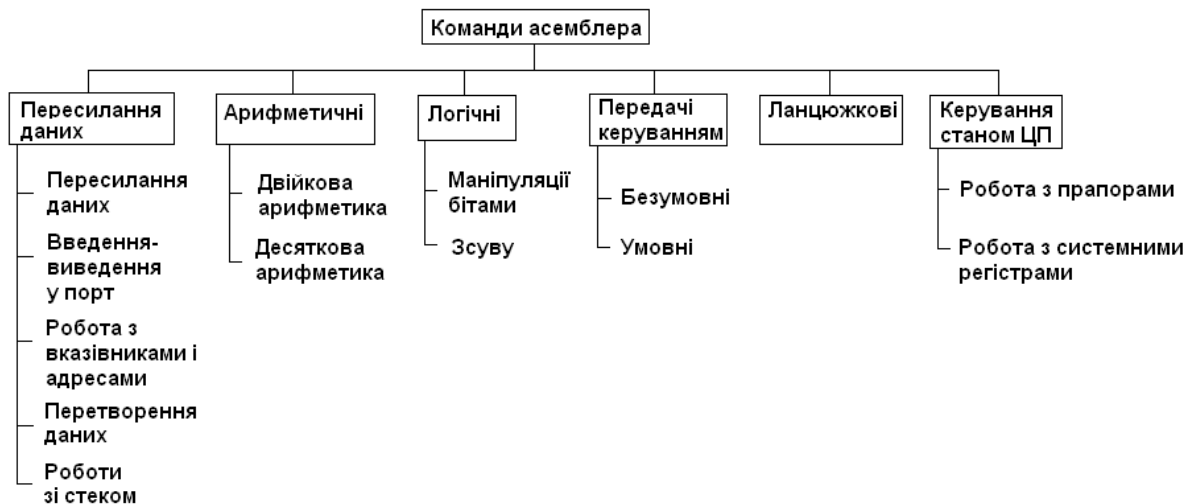 Команди асемблера
Пересилання
даних
Арифметичні
Логічні
Передачі
керуванням
Ланцюжкові
Керування
станом ЦП
Пересилання
даних
Введення-
виведення
у порт
Робота з
вказівниками і
адресами
Перетворення
даних
Роботи
зі стеком
Двійкова
арифметика
Десяткова
арифметика
Маніпуляції
бітами
Зсуву
Безумовні
Умовні
Робота з прапорами
Робота з системними
регістрами